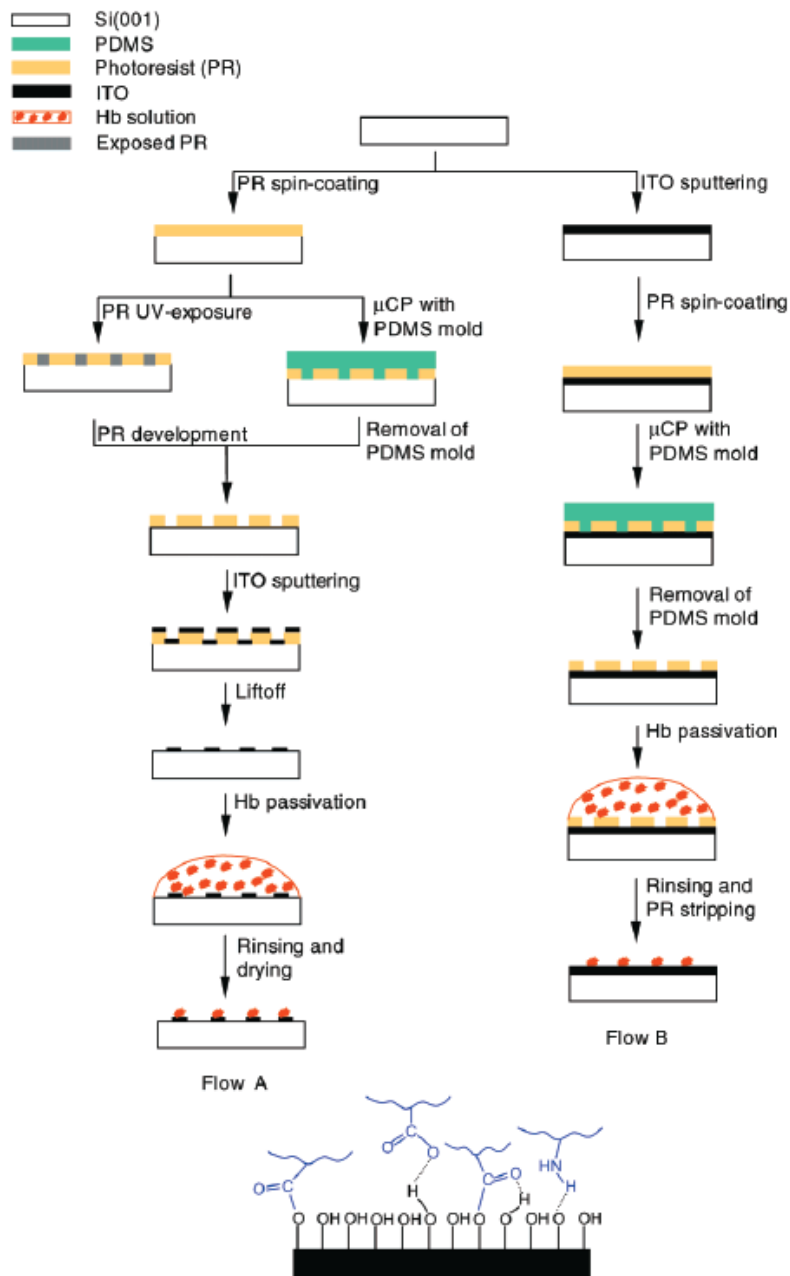 Si(001)
PDMS
Photoresist (PR)
ITO
Hb solution
Exposed PR
PR spin-coating
ITO sputtering
PR UV-exposure
μCP with
PDMS mold
PR spin-coating
PR development
Removal of
PDMS mold
μCP with
PDMS mold
ITO sputtering
Removal of
PDMS mold
Liftoff
Hb passivation
Hb passivation
Rinsing and
PR stripping
Rinsing and
drying
Flow B
Flow A
O C
O C O
C O
HN H
H
H
O OH OH OH OH O OH O O OH O OH